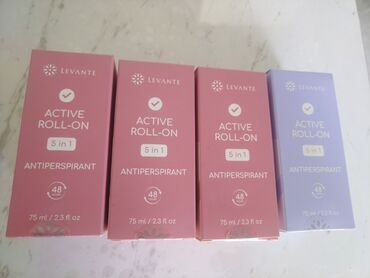 LEVANTE
ACTIVE
ROLL-ON
5 in 1
ANTIPERSPIRANT
48
75 ml / 2.3 fl oz
LEVANTE
ACTIVE
ROLL-ON
5 in 1
ANTIPERSPIRANT
48
75 ml / 2.3 fl oz
LEVANTE
ACTIVE
ROLL-ON
5 in 1
ANTIPERSPIRANT
48
75 ml / 2.3 fl oz
LEVANTE
ACTIVE
ROLL-ON
5 in 1
ANTIPERSPIRANT
48
75 ml / 2.3 fl oz